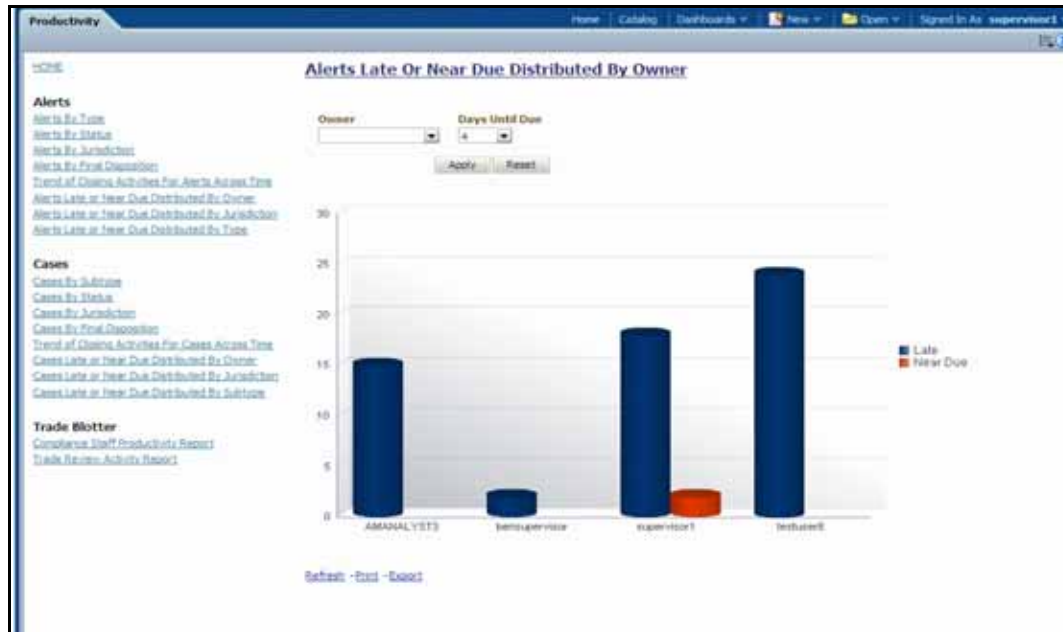 Productivity
Home Catalog Dashboards New Open Signed In As supervisor1
HOME
Alerts
Alerts By Type
Alerts By Status
Alerts By Jurisdiction
Alerts By Final Disposition
Trend of Closing Activities For Alerts Across Time
Alerts Late or Near Due Distributed By Owner
Alerts Late or Near Due Distributed By Jurisdiction
Alerts Late or Near Due Distributed By Type
Cases
Cases By Subtype
Cases By Status
Cases By Jurisdiction
Cases By Final Disposition
Trend of Closing Activities For Cases Across Time
Cases Late or Near Due Distributed By Owner
Cases Late or Near Due Distributed By Jurisdiction
Cases Late or Near Due Distributed By Subtype
Trade Blotter
Compliance Staff Productivity Report
Trade Review Activity Report
Alerts Late Or Near Due Distributed By Owner
Owner Days Until Due
4
Apply Reset
30
25
20
15
10
5
0
bensupervisor supervisor1
Late
Near Due
Refresh - Print - Export